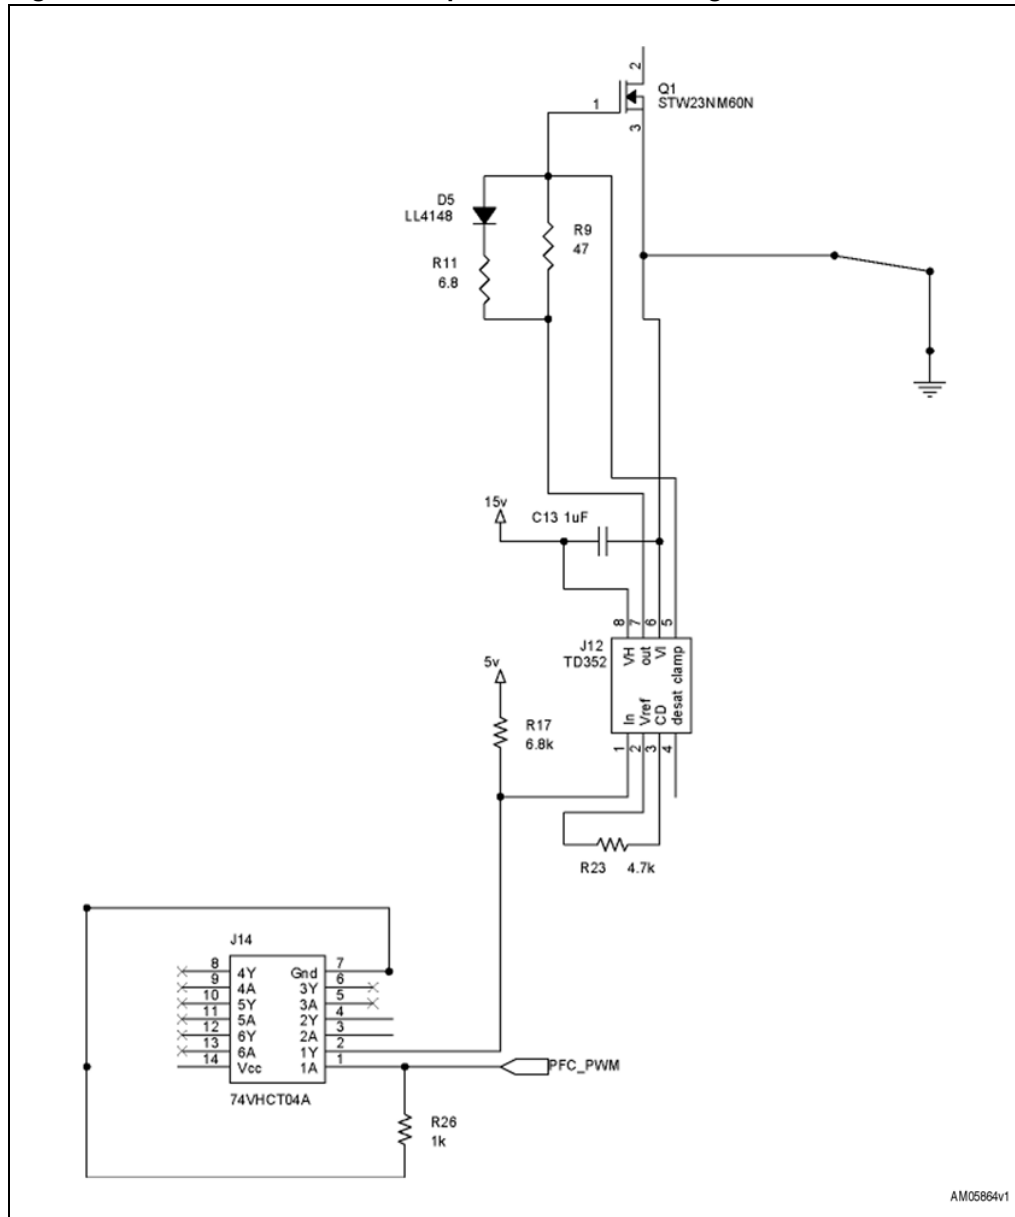 2
Q1
STW23NM60N
1
3
D5
LL4148
R9
47
R11
6.8
15v
C13 1uF
8
7
6
5
J12
TD352
VH
out
VI
clamp
5v
In
Vref
CD
desat
R17
6.8k
1
2
3
4
R23 4.7k
J14
8 4Y Gnd 7
9 4A 3Y 6
10 5Y 3A 5
11 5A 2Y 4
12 6Y 2A 3
13 6A 1Y 2
14 Vcc 1A 1
PFC_PWM
74VHCT04A
R26
1k
AM05864v1